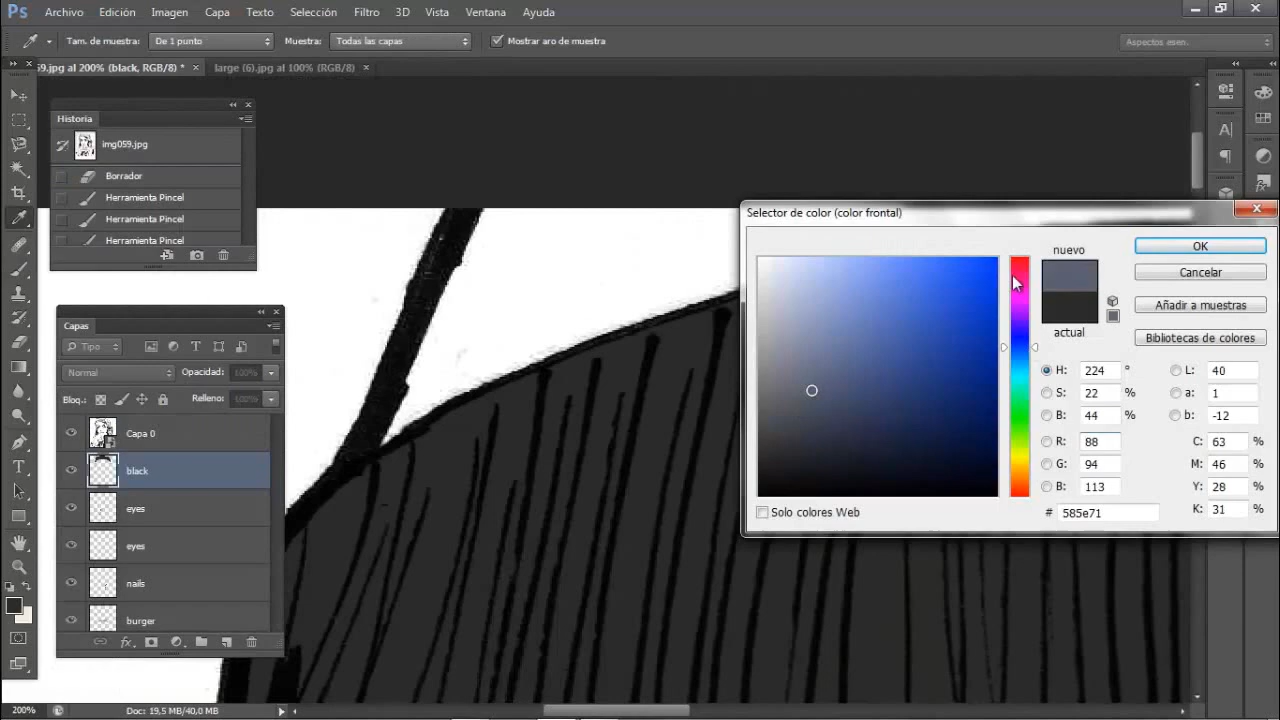 Ps Archivo Edición Imagen Capa Texto Selección Filtro 3D Vista Ventana Ayuda
Tam. de muestra: De 1 punto Muestra: Todas las capas Mostrar aro de muestra Aspectos esen.
59.jpg al 200% (black, RGB/8) * × large (6).jpg al 100% (RGB/8) ×
Historia
img059.jpg
Borrador
Herramienta Pincel
Herramienta Pincel
Herramienta Pincel
Capas
Tipo
Normal Opacidad: 100%
Bloq.: Relleno: 100%
Capa 0
black
eyes
eyes
nails
burger
fx
Selector de color (color frontal)
nuevo
actual
OK
Cancelar
Añadir a muestras
Bibliotecas de colores
H: 224 ° L: 40
S: 22 % a: 1
B: 44 % b: -12
R: 88 C: 63 %
G: 94 M: 46 %
B: 113 Y: 28 %
# 585e71 K: 31 %
Solo colores Web
200% Doc: 19,5 MB/40,0 MB